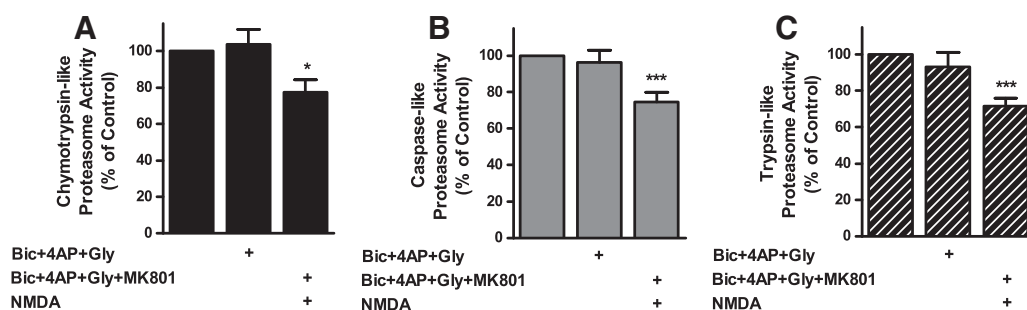 A
Chymotrypsin-like
Proteasome Activity
(% of Control)
100
80
60
40
20
0
*
Bic+4AP+Gly +
Bic+4AP+Gly+MK801 +
NMDA +
B
Caspase-like
Proteasome Activity
(% of Control)
100
80
60
40
20
0
***
Bic+4AP+Gly +
Bic+4AP+Gly+MK801 +
NMDA +
C
Trypsin-like
Proteasome Activity
(% of Control)
100
80
60
40
20
0
***
Bic+4AP+Gly +
Bic+4AP+Gly+MK801 +
NMDA +